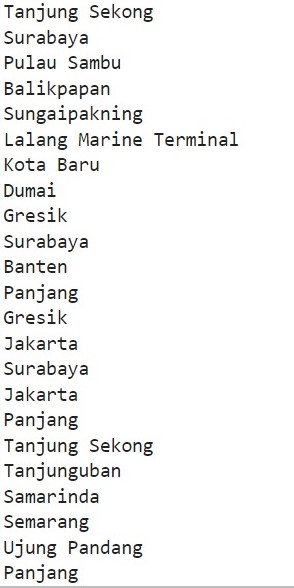 Tanjung Sekong
Surabaya
Pulau Sambu
Balikpapan
Sungaipakning
Lalang Marine Terminal
Kota Baru
Dumai
Gresik
Surabaya
Banten
Panjang
Gresik
Jakarta
Surabaya
Jakarta
Panjang
Tanjung Sekong
Tanjunguban
Samarinda
Semarang
Ujung Pandang
Panjang